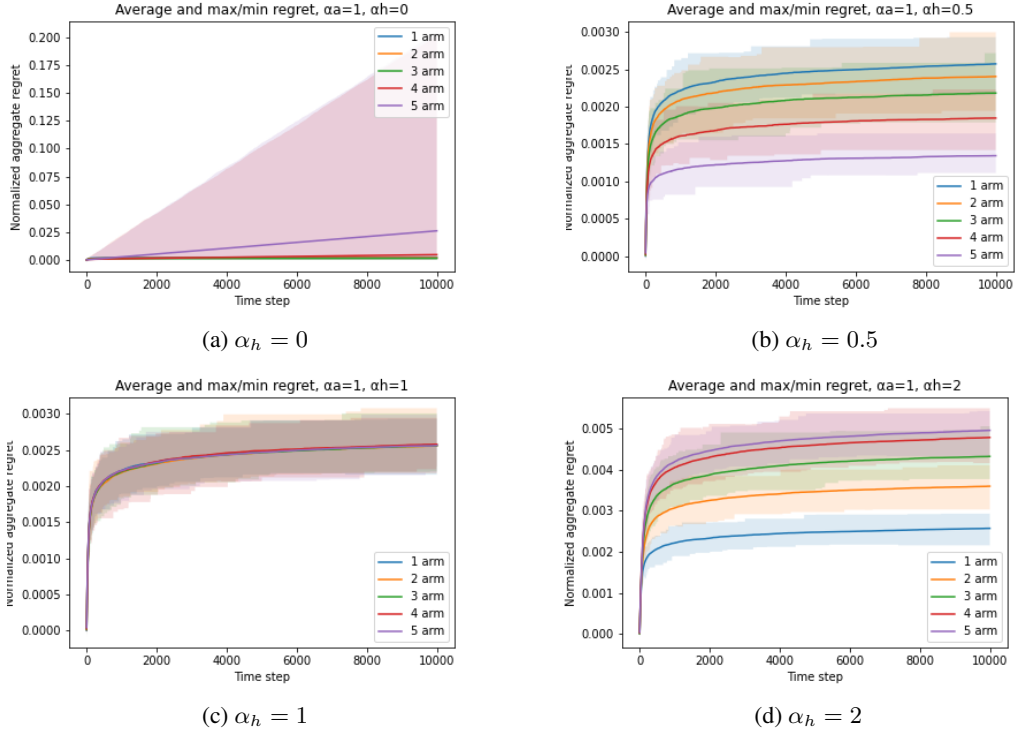 Average and max/min regret, αa=1, αh=0
Normalized aggregate regret
0.200
0.175
0.150
0.125
0.100
0.075
0.050
0.025
0.000
1 arm
2 arm
3 arm
4 arm
5 arm
0 2000 4000 6000 8000 10000
Time step
(a) αh = 0
Average and max/min regret, αa=1, αh=0.5
Normalized aggregate regret
0.0030
0.0025
0.0020
0.0015
0.0010
0.0005
0.0000
1 arm
2 arm
3 arm
4 arm
5 arm
0 2000 4000 6000 8000 10000
Time step
(b) αh = 0.5
Average and max/min regret, αa=1, αh=1
Normalized aggregate regret
0.0030
0.0025
0.0020
0.0015
0.0010
0.0005
0.0000
1 arm
2 arm
3 arm
4 arm
5 arm
0 2000 4000 6000 8000 10000
Time step
(c) αh = 1
Average and max/min regret, αa=1, αh=2
Normalized aggregate regret
0.005
0.004
0.003
0.002
0.001
0.000
1 arm
2 arm
3 arm
4 arm
5 arm
0 2000 4000 6000 8000 10000
Time step
(d) αh = 2